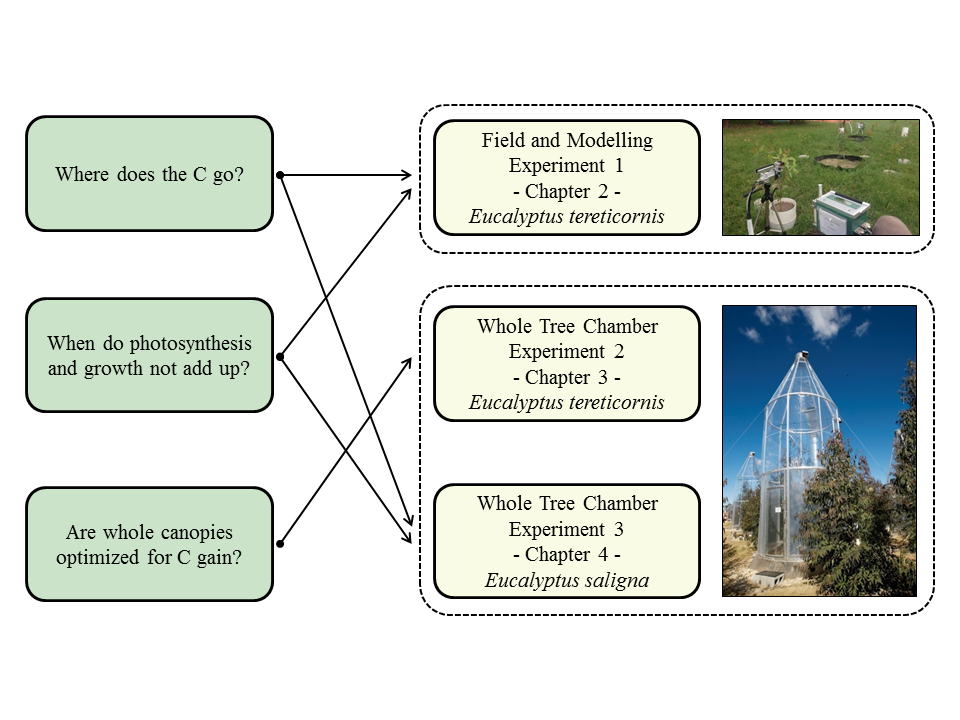 Where does the C go?
When do photosynthesis
and growth not add up?
Are whole canopies
optimized for C gain?
Field and Modelling
Experiment 1
- Chapter 2 -
Eucalyptus tereticornis
Whole Tree Chamber
Experiment 2
- Chapter 3 -
Eucalyptus tereticornis
Whole Tree Chamber
Experiment 3
- Chapter 4 -
Eucalyptus saligna